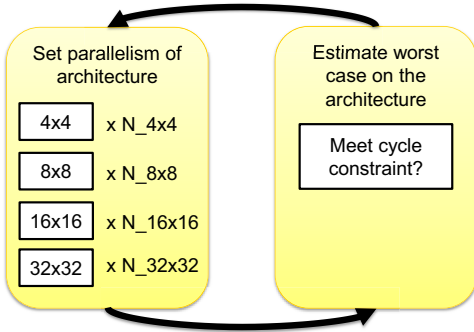 Set parallelism of
architecture
4x4 x N_4x4
8x8 x N_8x8
16x16 x N_16x16
32x32 x N_32x32
Estimate worst
case on the
architecture
Meet cycle
constraint?